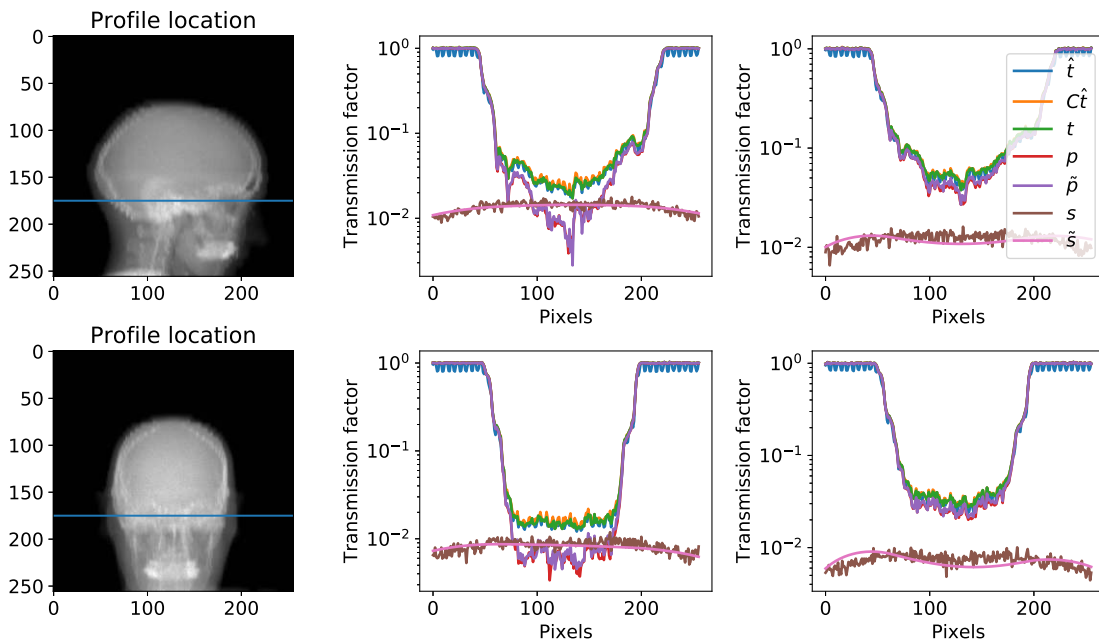 Profile location
0
50
100
150
200
250
0 100 200
Transmission factor
10⁰
10⁻¹
10⁻²
0 100 200
Pixels
Transmission factor
10⁰
10⁻¹
10⁻²
0 100 200
Pixels
t̂
Ct̂
t
p
p̃
s
s̃
Profile location
0
50
100
150
200
250
0 100 200
Transmission factor
10⁰
10⁻¹
10⁻²
0 100 200
Pixels
Transmission factor
10⁰
10⁻¹
10⁻²
0 100 200
Pixels